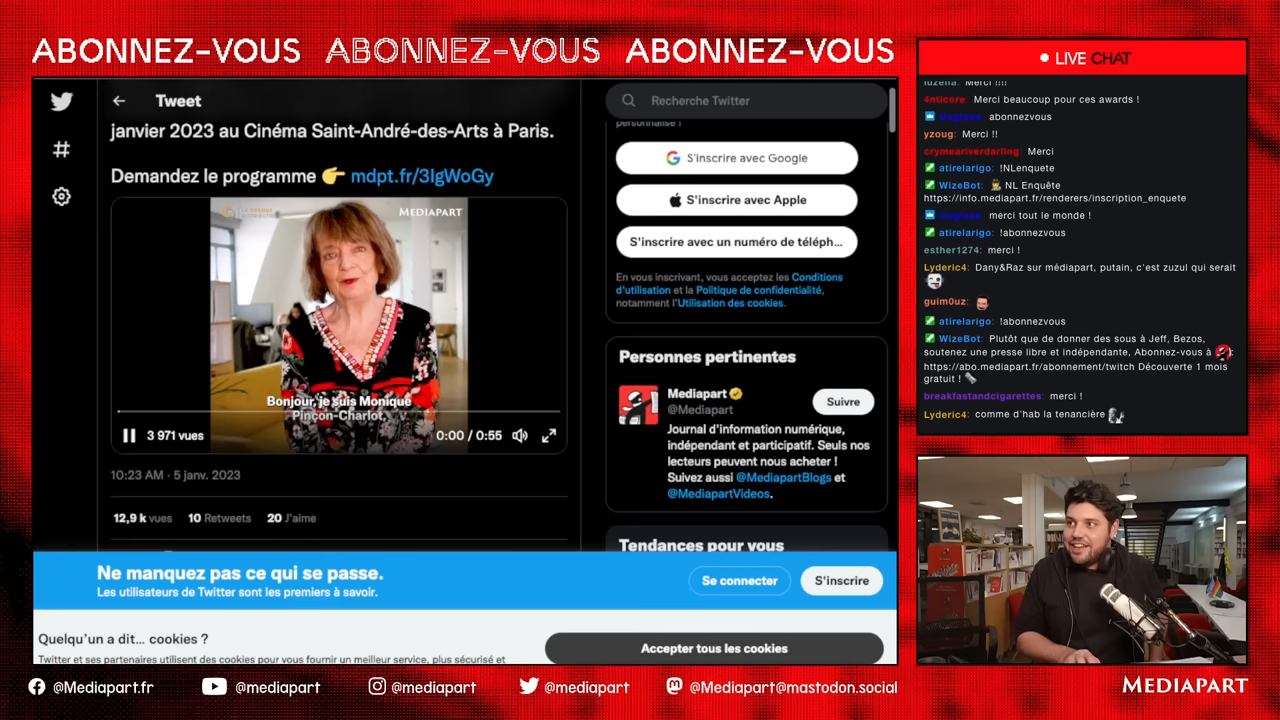 ABONNEZ-VOUS ABONNEZ-VOUS ABONNEZ-VOUS
Tweet
janvier 2023 au Cinéma Saint-André-des-Arts à Paris.
Demandez le programme 👉 mdpt.fr/3IgWoGy
MEDIAPART
Bonjour, je suis Monique
Pinçon-Charlot,
3 971 vues
0:00 / 0:55
10:23 AM · 5 janv. 2023
12,9 k vues 10 Retweets 20 J'aime
Recherche Twitter
personnalisé !
S'inscrire avec Google
S'inscrire avec Apple
S'inscrire avec un numéro de téléph...
En vous inscrivant, vous acceptez les Conditions
d'utilisation et la Politique de confidentialité,
notamment l'Utilisation des cookies.
Personnes pertinentes
Mediapart
@Mediapart
Suivre
Journal d'information numérique,
indépendant et participatif. Seuls nos
lecteurs peuvent nous acheter !
Suivez aussi @MediapartBlogs et
@MediapartVideos.
Tendances pour vous
Ne manquez pas ce qui se passe.
Les utilisateurs de Twitter sont les premiers à savoir.
Se connecter
S'inscrire
Quelqu'un a dit… cookies ?
Twitter et ses partenaires utilisent des cookies pour vous fournir un meilleur service, plus sécurisé et
Accepter tous les cookies
LIVE CHAT
Merci !!!!
4nticore: Merci beaucoup pour ces awards !
abonnezvous
yzoug: Merci !!
crymeariverdarling: Merci
atirelarigo: !NLenquete
WizeBot: NL Enquête
https://info.mediapart.fr/renderers/inscription_enquete
merci tout le monde !
atirelarigo: !abonnezvous
esther1274: merci !
Lyderic4: Dany&Raz sur médiapart, putain, c'est zuzul qui serait
guim0uz:
atirelarigo: !abonnezvous
WizeBot: Plutôt que de donner des sous à Jeff, Bezos,
soutenez une presse libre et indépendante, Abonnez-vous à :
https://abo.mediapart.fr/abonnement/twitch Découverte 1 mois
gratuit !
breakfastandcigarettes: merci !
Lyderic4: comme d'hab la tenancière
@Mediapart.fr @mediapart @mediapart @mediapart @Mediapart@mastodon.social
MEDIAPART